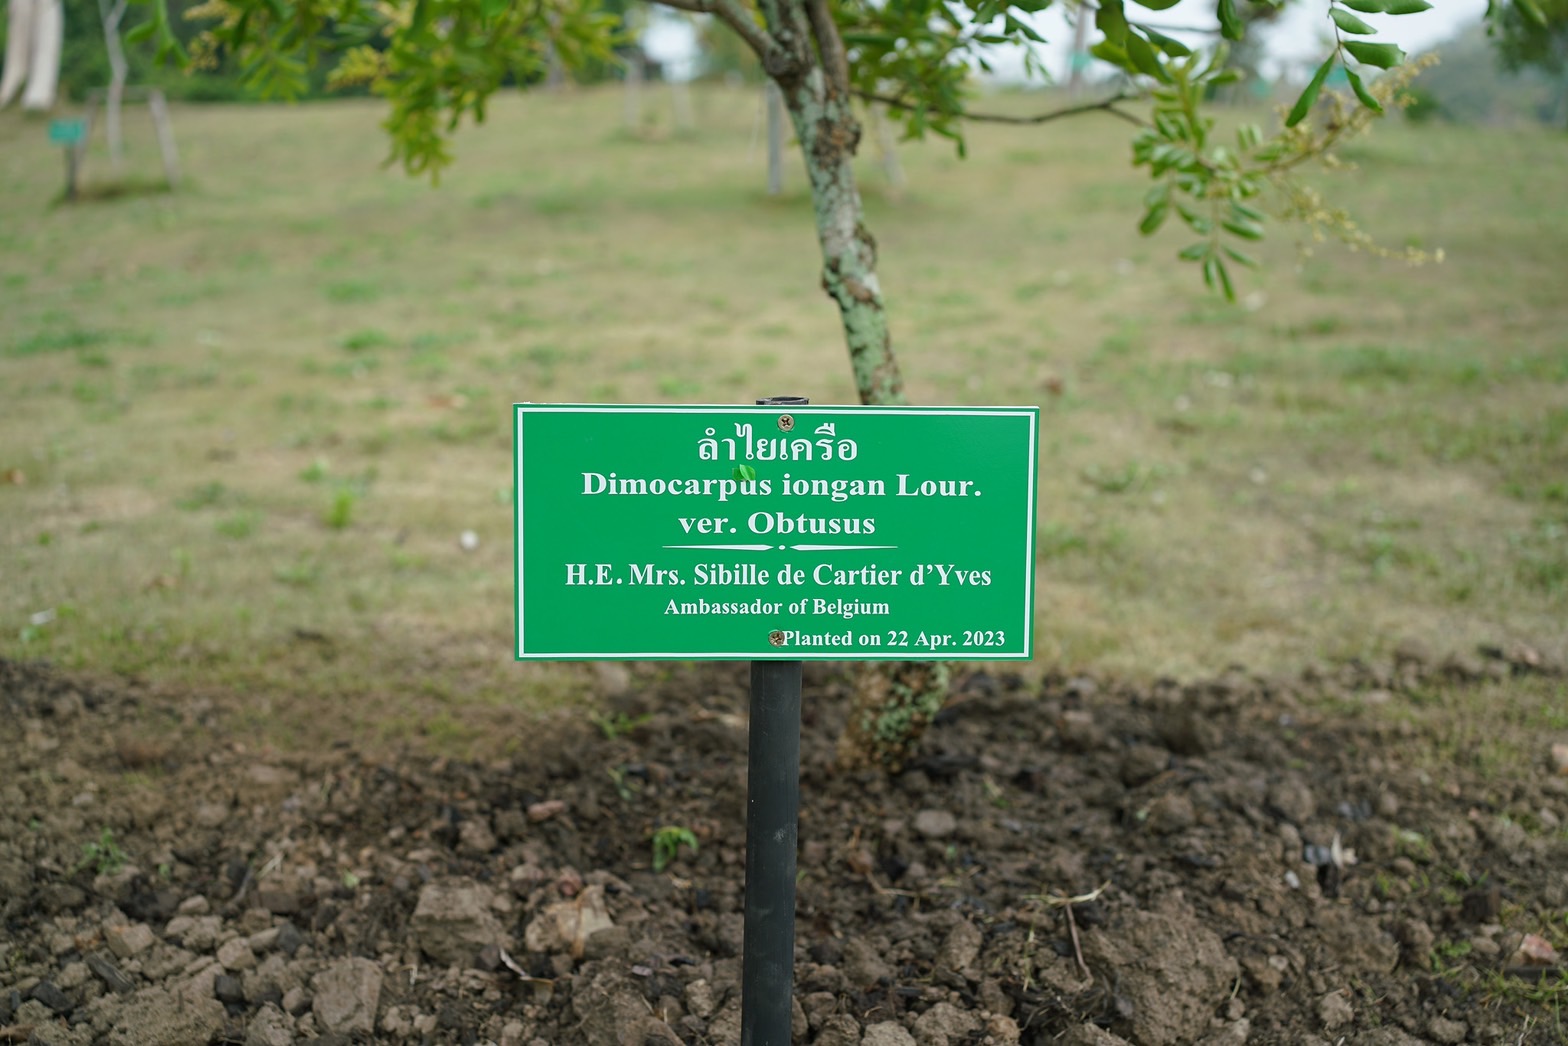 ลำไยเครือ
Dimocarpus iongan Lour.
ver. Obtusus
H.E. Mrs. Sibille de Cartier d’Yves
Ambassador of Belgium
Planted on 22 Apr. 2023